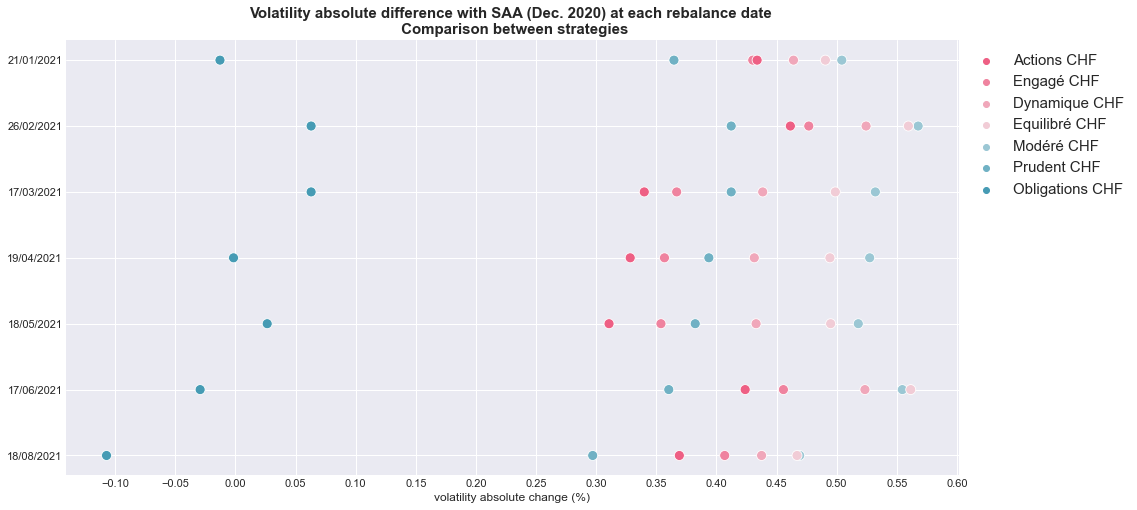 Volatility absolute difference with SAA (Dec. 2020) at each rebalance date
Comparison between strategies
21/01/2021
26/02/2021
17/03/2021
19/04/2021
18/05/2021
17/06/2021
18/08/2021
−0.10 −0.05 0.00 0.05 0.10 0.15 0.20 0.25 0.30 0.35 0.40 0.45 0.50 0.55 0.60
volatility absolute change (%)
Actions CHF
Engagé CHF
Dynamique CHF
Equilibré CHF
Modéré CHF
Prudent CHF
Obligations CHF